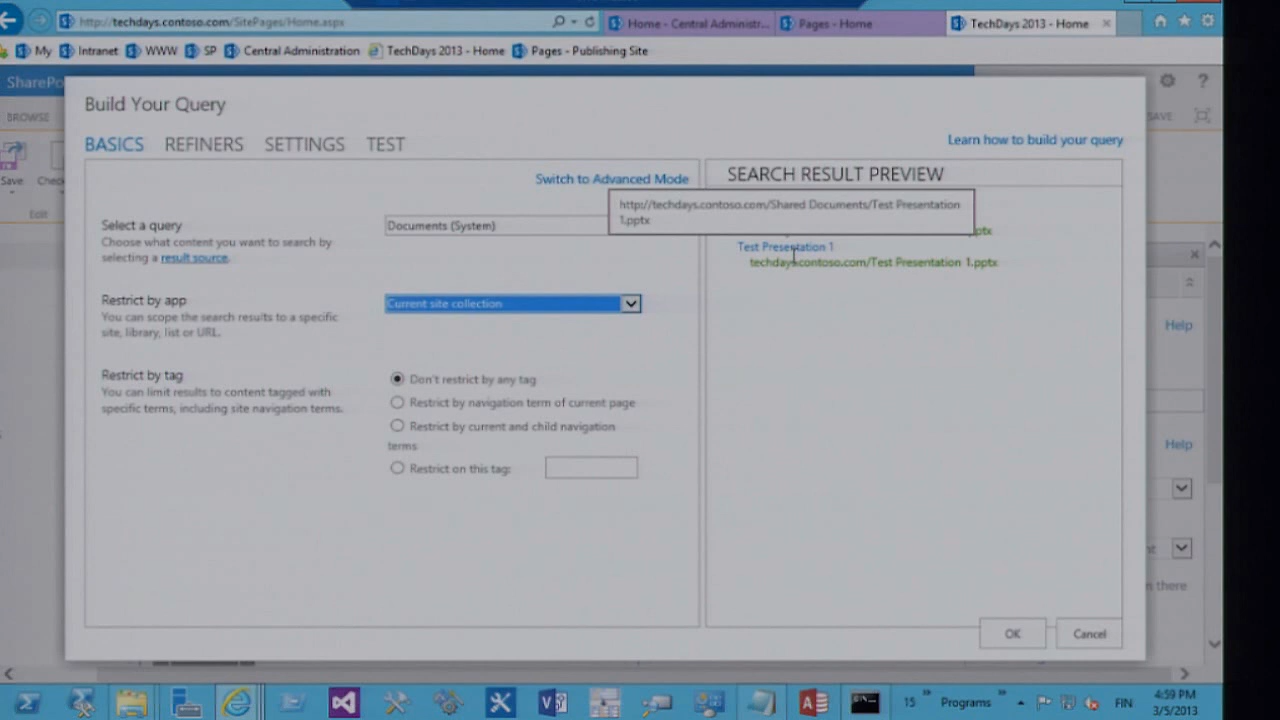 http://techdays.contoso.com/SitePages/Home.aspx
Home - Central Administr...
Pages - Home
TechDays 2013 - Home
My
Intranet
WWW
SP
Central Administration
TechDays 2013 - Home
Pages - Publishing Site
SharePo
BROWSE
SAVE
Save
Chec
Edit
Build Your Query
BASICS
REFINERS
SETTINGS
TEST
Learn how to build your query
Switch to Advanced Mode
SEARCH RESULT PREVIEW
http://techdays.contoso.com/Shared Documents/Test Presentation
1.pptx
.pptx
Test Presentation 1
techdays.contoso.com/Test Presentation 1.pptx
Select a query
Choose what content you want to search by
selecting a result source.
Documents (System)
Restrict by app
You can scope the search results to a specific
site, library, list or URL.
Current site collection
Restrict by tag
You can limit results to content tagged with
specific terms, including site navigation terms.
Don't restrict by any tag
Restrict by navigation term of current page
Restrict by current and child navigation
terms
Restrict on this tag:
Help
Help
there
OK
Cancel
15
Programs
FIN
4:59 PM
3/5/2013